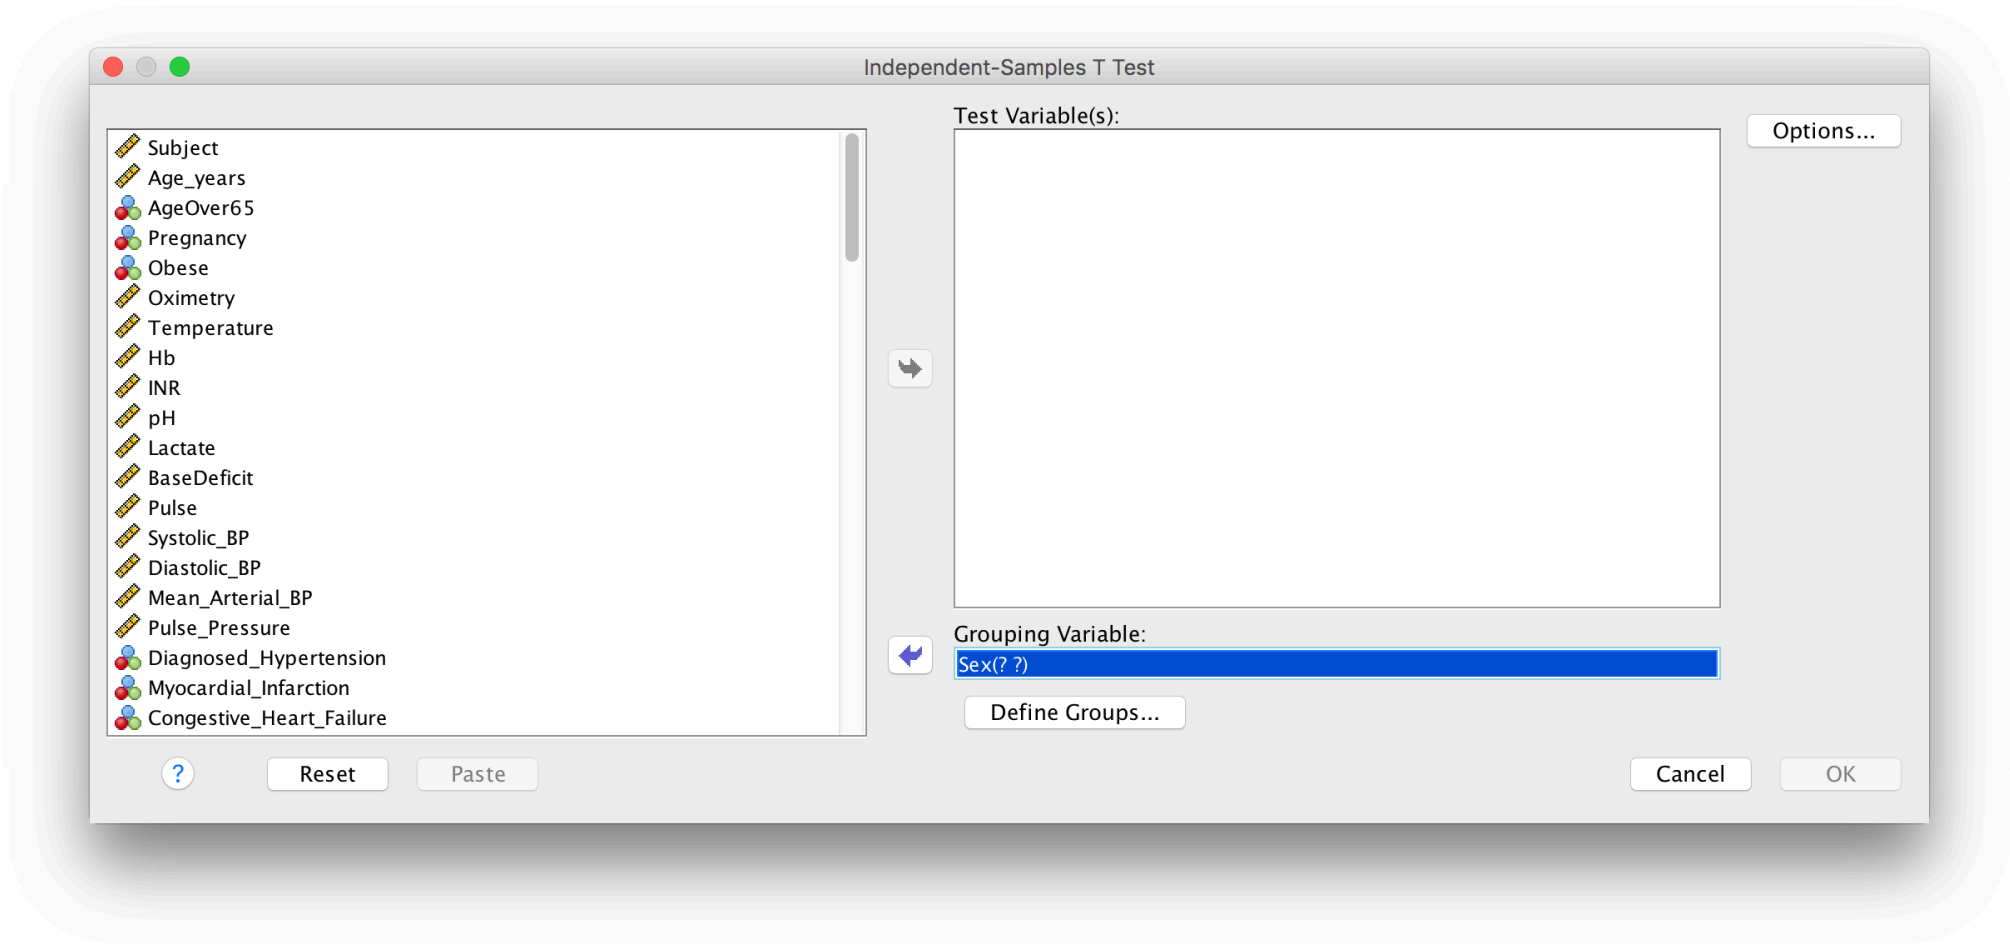 Independent-Samples T Test
Subject
Age_years
AgeOver65
Pregnancy
Obese
Oximetry
Temperature
Hb
INR
pH
Lactate
BaseDeficit
Pulse
Systolic_BP
Diastolic_BP
Mean_Arterial_BP
Pulse_Pressure
Diagnosed_Hypertension
Myocardial_Infarction
Congestive_Heart_Failure
Test Variable(s):
Options...
Grouping Variable:
Sex(? ?)
Define Groups...
?
Reset
Paste
Cancel
OK